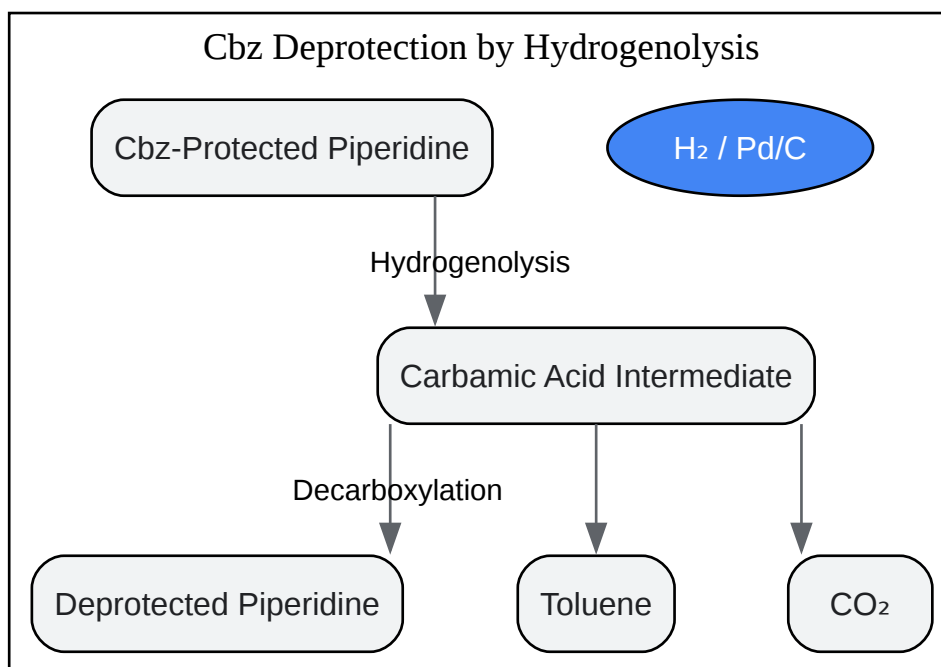 Cbz Deprotection by Hydrogenolysis
Cbz-Protected Piperidine
H₂ / Pd/C
Hydrogenolysis
Carbamic Acid Intermediate
Decarboxylation
Deprotected Piperidine
Toluene
CO₂